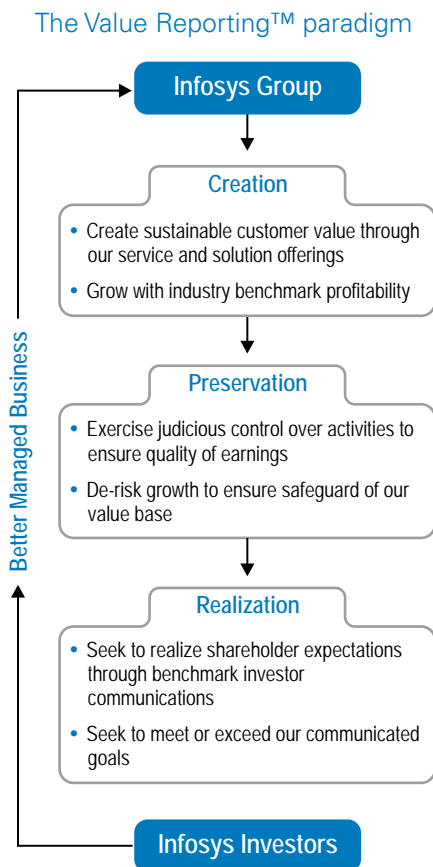 The Value Reporting™ paradigm
Infosys Group
Creation
• Create sustainable customer value through
our service and solution offerings
• Grow with industry benchmark profitability
Preservation
• Exercise judicious control over activities to
ensure quality of earnings
• De-risk growth to ensure safeguard of our
value base
Realization
• Seek to realize shareholder expectations
through benchmark investor
communications
• Seek to meet or exceed our communicated
goals
Infosys Investors
Better Managed Business